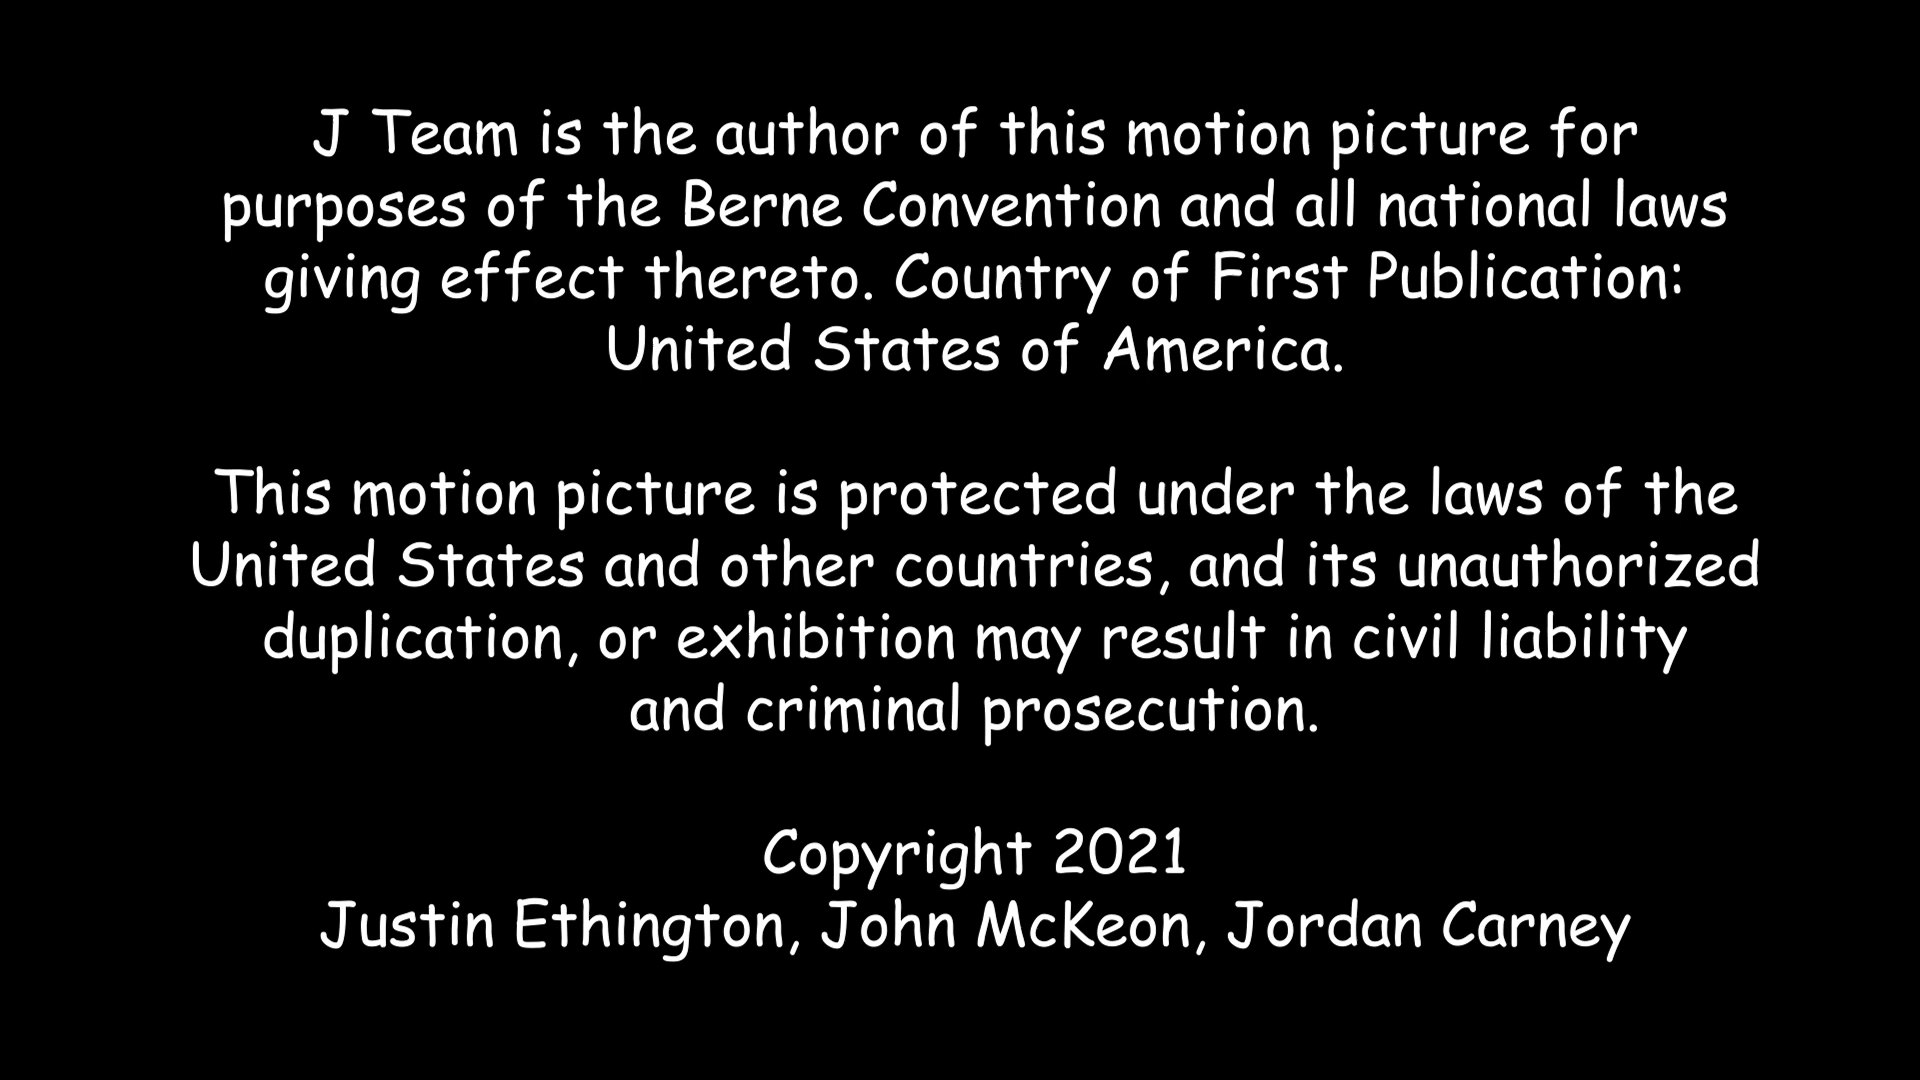 J Team is the author of this motion picture for
purposes of the Berne Convention and all national laws
giving effect thereto. Country of First Publication:
United States of America.
This motion picture is protected under the laws of the
United States and other countries, and its unauthorized
duplication, or exhibition may result in civil liability
and criminal prosecution.
Copyright 2021
Justin Ethington, John McKeon, Jordan Carney